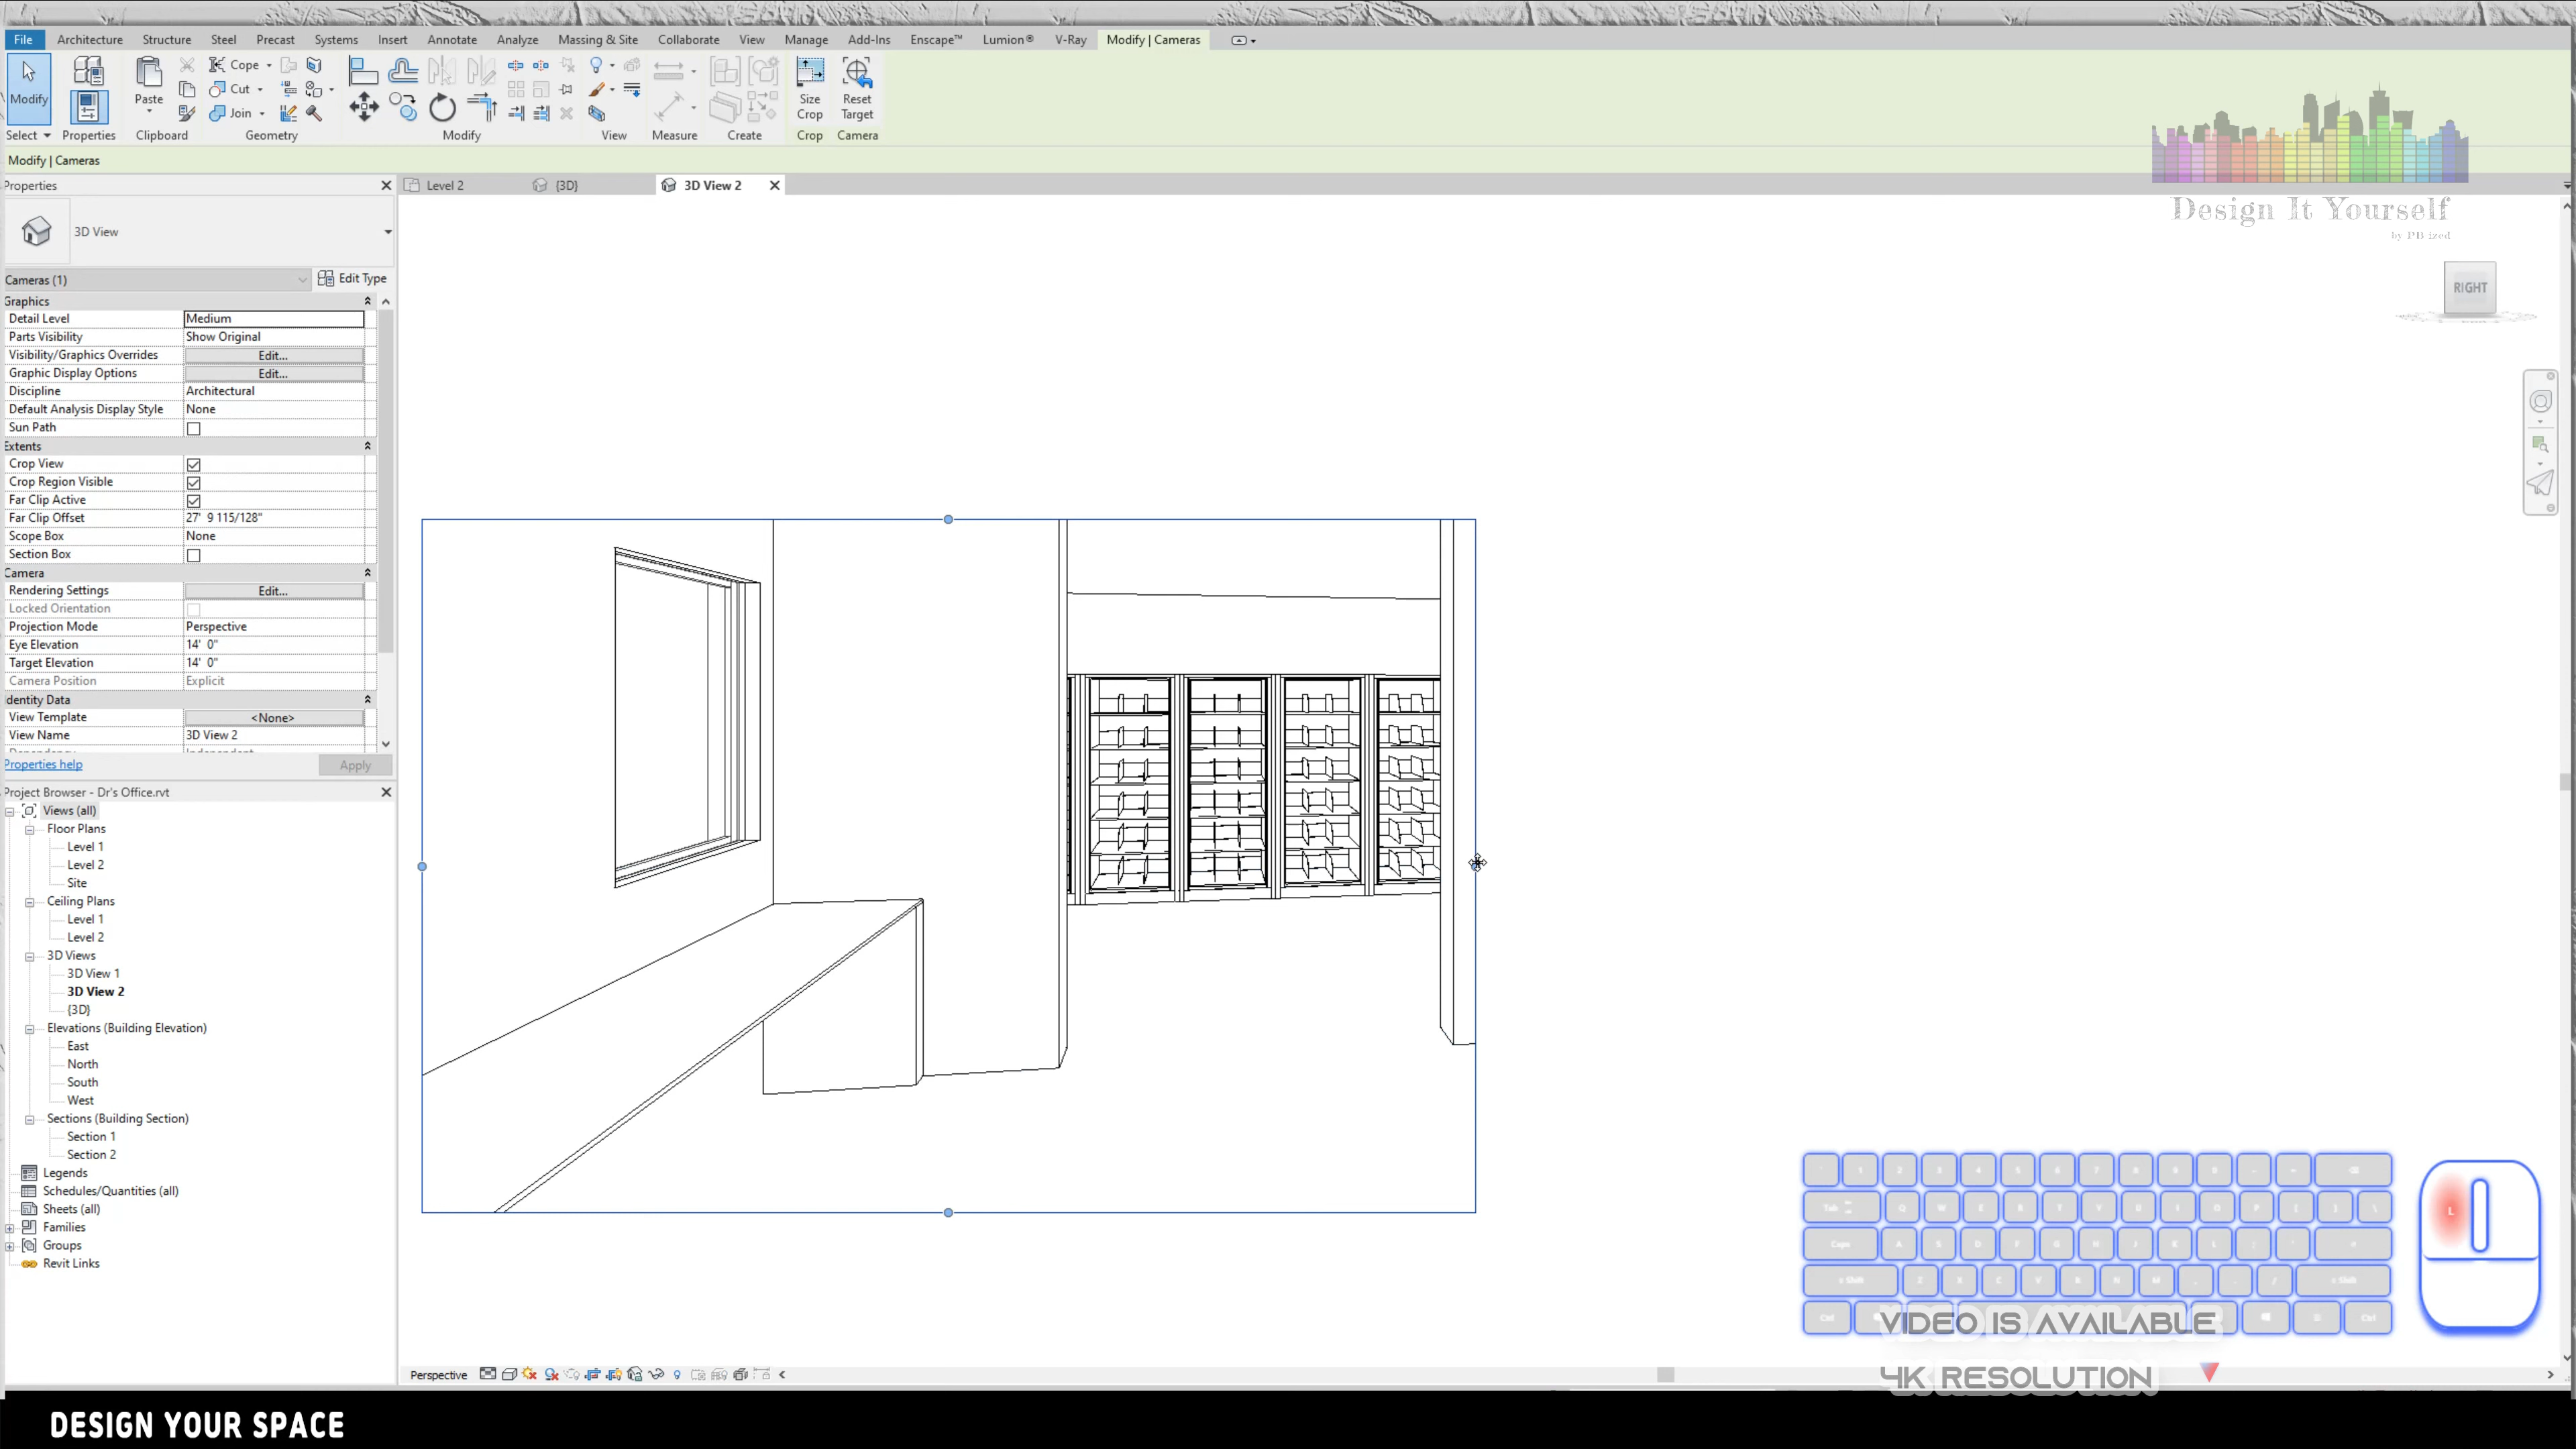 File Architecture Structure Steel Precast Systems Insert Annotate Analyze Massing & Site Collaborate View Manage Add-Ins Enscape™ Lumion® V-Ray Modify | Cameras
Modify
Paste
Cope
Cut
Join
Size Crop
Reset Target
Select Properties Clipboard Geometry Modify View Measure Create Crop Camera
Modify | Cameras
Properties
Level 2 {3D} 3D View 2
Design It Yourself
by PB ized
3D View
RIGHT
Cameras (1) Edit Type
Graphics
Detail Level Medium
Parts Visibility Show Original
Visibility/Graphics Overrides Edit...
Graphic Display Options Edit...
Discipline Architectural
Default Analysis Display Style None
Sun Path
Extents
Crop View
Crop Region Visible
Far Clip Active
Far Clip Offset 27' 9 115/128"
Scope Box None
Section Box
Camera
Rendering Settings Edit...
Locked Orientation
Projection Mode Perspective
Eye Elevation 14' 0"
Target Elevation 14' 0"
Camera Position Explicit
Identity Data
View Template <None>
View Name 3D View 2
Properties help Apply
Project Browser - Dr's Office.rvt
Views (all)
Floor Plans
Level 1
Level 2
Site
Ceiling Plans
Level 1
Level 2
3D Views
3D View 1
3D View 2
{3D}
Elevations (Building Elevation)
East
North
South
West
Sections (Building Section)
Section 1
Section 2
Legends
Schedules/Quantities (all)
Sheets (all)
Families
Groups
Revit Links
L
VIDEO IS AVAILABLE
4K RESOLUTION
Perspective
DESIGN YOUR SPACE